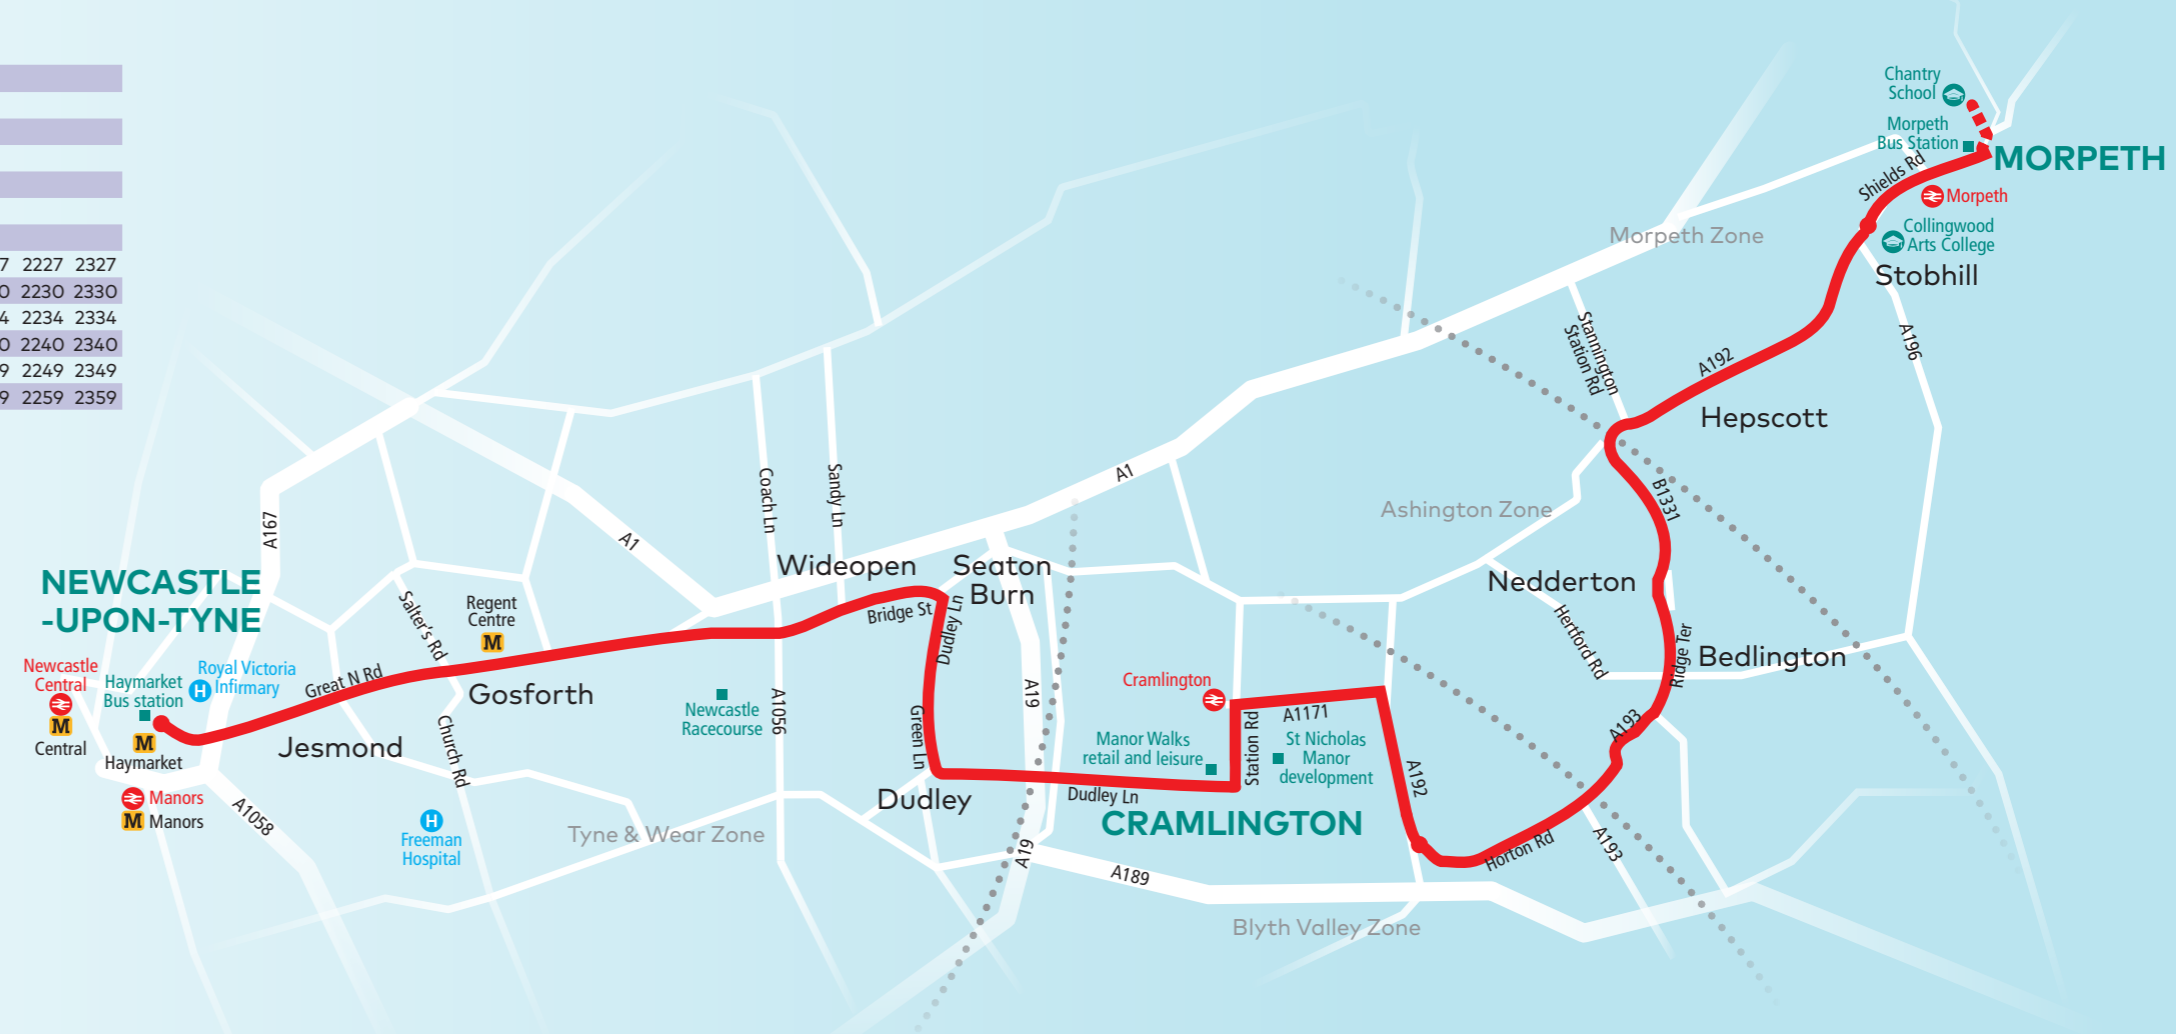 7 2227 2327
0 2230 2330
4 2234 2334
0 2240 2340
9 2249 2349
9 2259 2359
Chantry
School
Morpeth
Bus Station
MORPETH
Shields Rd
Morpeth
Collingwood
Arts College
Stobhill
Morpeth Zone
A196
Stannington
Station Rd
A192
Hepscott
B1331
Ashington Zone
A1
Coach Ln
Sandy Ln
A167
A1
Wideopen
Seaton
Burn
Nedderton
Hertford Rd
Ridge Ter
Bedlington
NEWCASTLE
-UPON-TYNE
Salter's Rd
Regent
Centre
M
Bridge St
Dudley Ln
Newcastle
Central
M
Central
Haymarket
Bus station
M
Haymarket
H
Royal Victoria
Infirmary
Great N Rd
Gosforth
Jesmond
Church Rd
Newcastle
Racecourse
A1056
Green Ln
A19
Cramlington
Manor Walks
retail and leisure
Station Rd
A1171
St Nicholas
Manor
development
A192
A193
Manors
M Manors
A1058
H
Freeman
Hospital
Tyne & Wear Zone
Dudley
Dudley Ln
CRAMLINGTON
A19
A189
Horton Rd
A193
Blyth Valley Zone